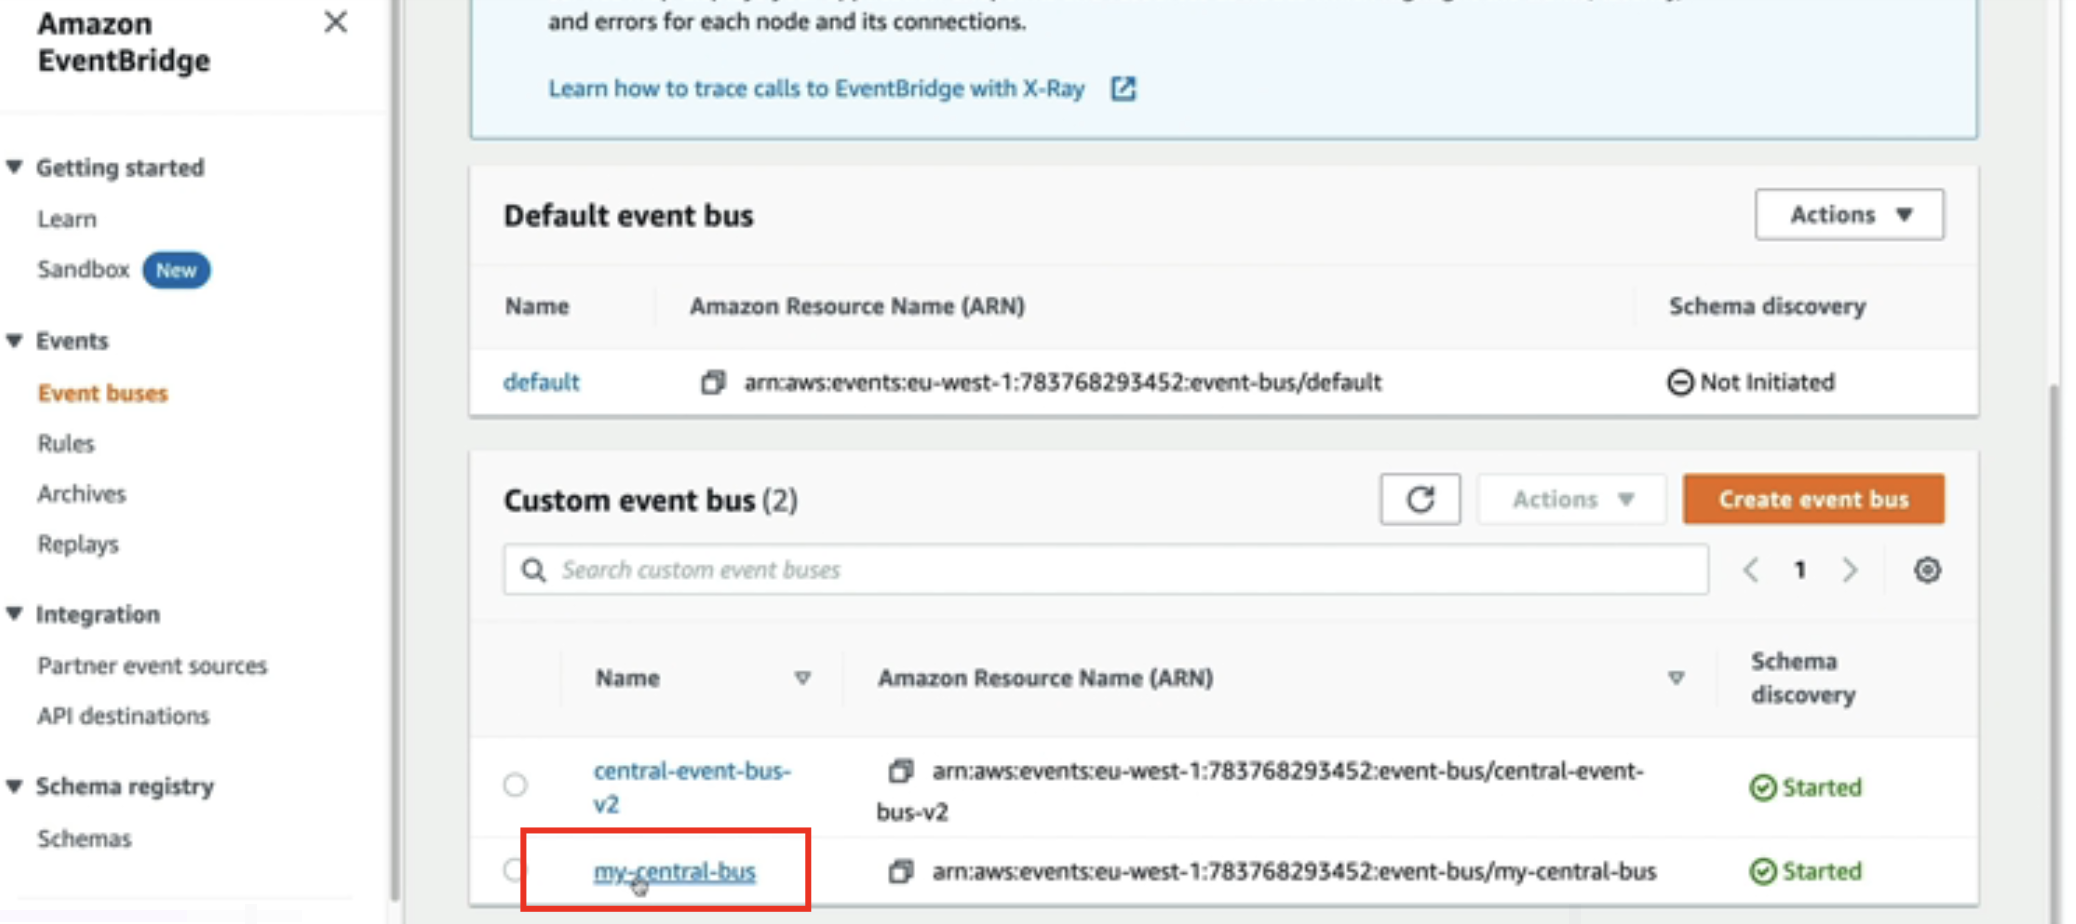 Amazon
EventBridge
Getting started
Learn
Sandbox New
Events
Event buses
Rules
Archives
Replays
Integration
Partner event sources
API destinations
Schema registry
Schemas
and errors for each node and its connections.
Learn how to trace calls to EventBridge with X-Ray
Default event bus
Actions
Name Amazon Resource Name (ARN) Schema discovery
default arn:aws:events:eu-west-1:783768293452:event-bus/default Not Initiated
Custom event bus (2)
Actions Create event bus
Search custom event buses
1
Name Amazon Resource Name (ARN) Schema
discovery
central-event-bus- arn:aws:events:eu-west-1:783768293452:event-bus/central-event- Started
v2 bus-v2
my-central-bus arn:aws:events:eu-west-1:783768293452:event-bus/my-central-bus Started